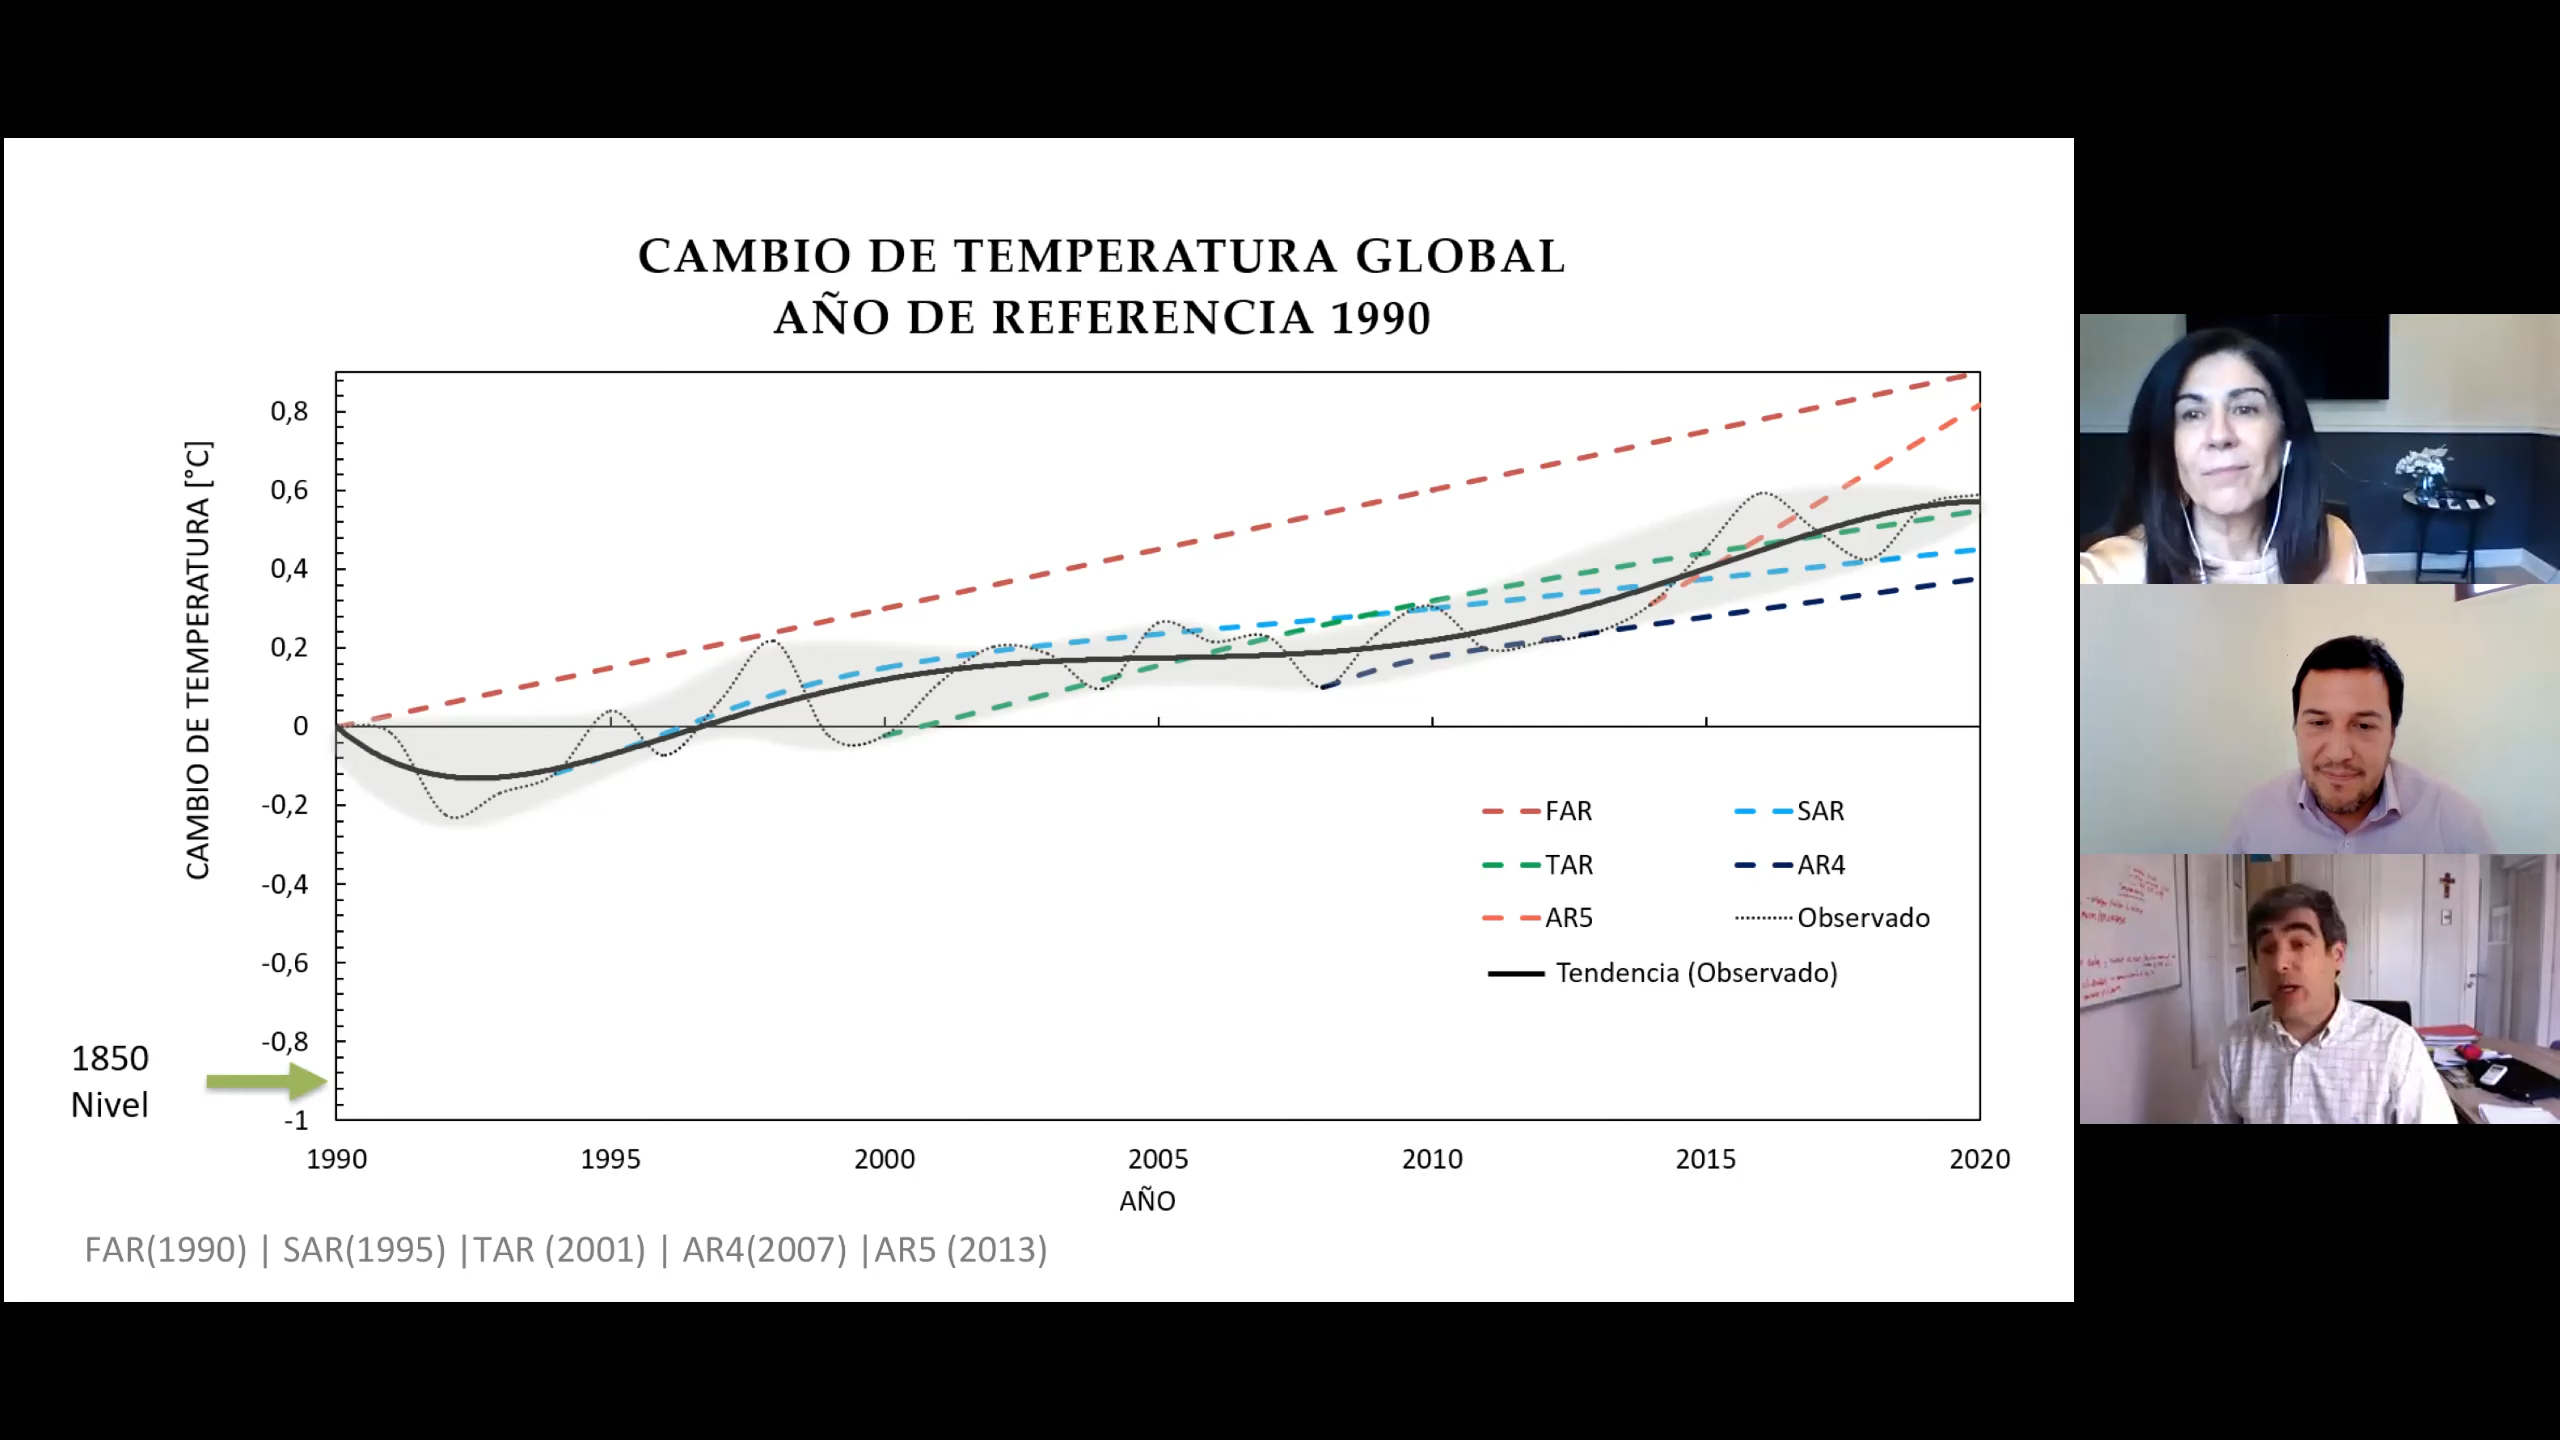 CAMBIO DE TEMPERATURA GLOBAL
AÑO DE REFERENCIA 1990
CAMBIO DE TEMPERATURA [°C]
0,8
0,6
0,4
0,2
0
-0,2
-0,4
-0,6
-0,8
-1
1850
Nivel
FAR
SAR
TAR
AR4
AR5
Observado
Tendencia (Observado)
1990 1995 2000 2005 2010 2015 2020
AÑO
FAR(1990) | SAR(1995) |TAR (2001) | AR4(2007) |AR5 (2013)